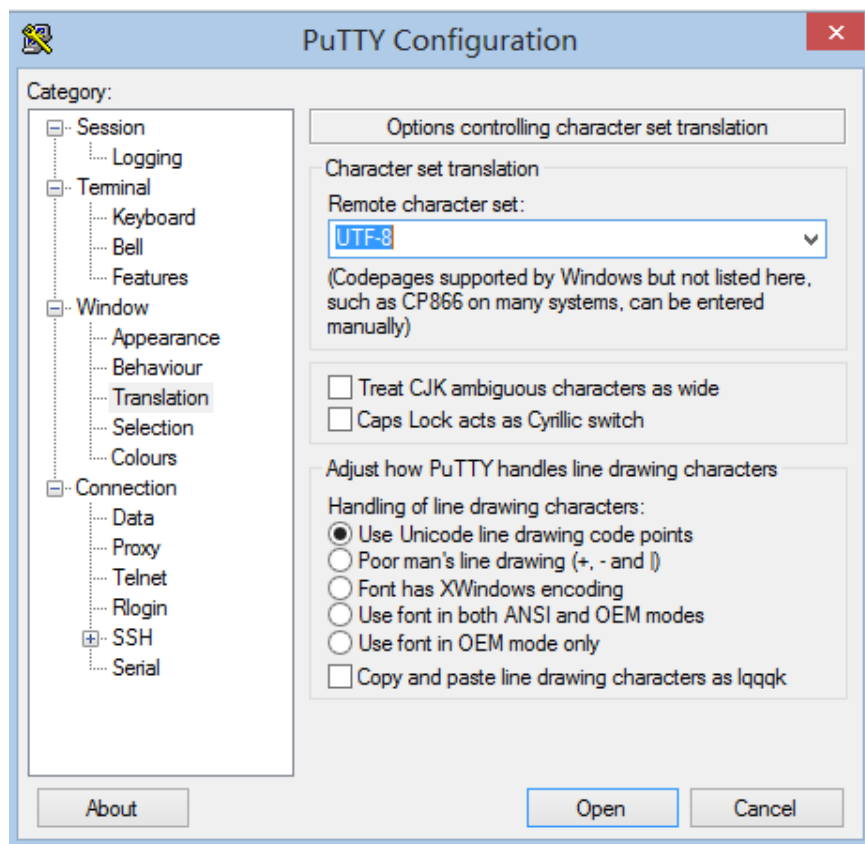 PuTTY Configuration
Category:
Session
Logging
Terminal
Keyboard
Bell
Features
Window
Appearance
Behaviour
Translation
Selection
Colours
Connection
Data
Proxy
Telnet
Rlogin
SSH
Serial
Options controlling character set translation
Character set translation
Remote character set:
UTF-8
(Codepages supported by Windows but not listed here,
such as CP866 on many systems, can be entered
manually)
Treat CJK ambiguous characters as wide
Caps Lock acts as Cyrillic switch
Adjust how PuTTY handles line drawing characters
Handling of line drawing characters:
Use Unicode line drawing code points
Poor man's line drawing (+, - and |)
Font has XWindows encoding
Use font in both ANSI and OEM modes
Use font in OEM mode only
Copy and paste line drawing characters as lqqqk
About
Open
Cancel